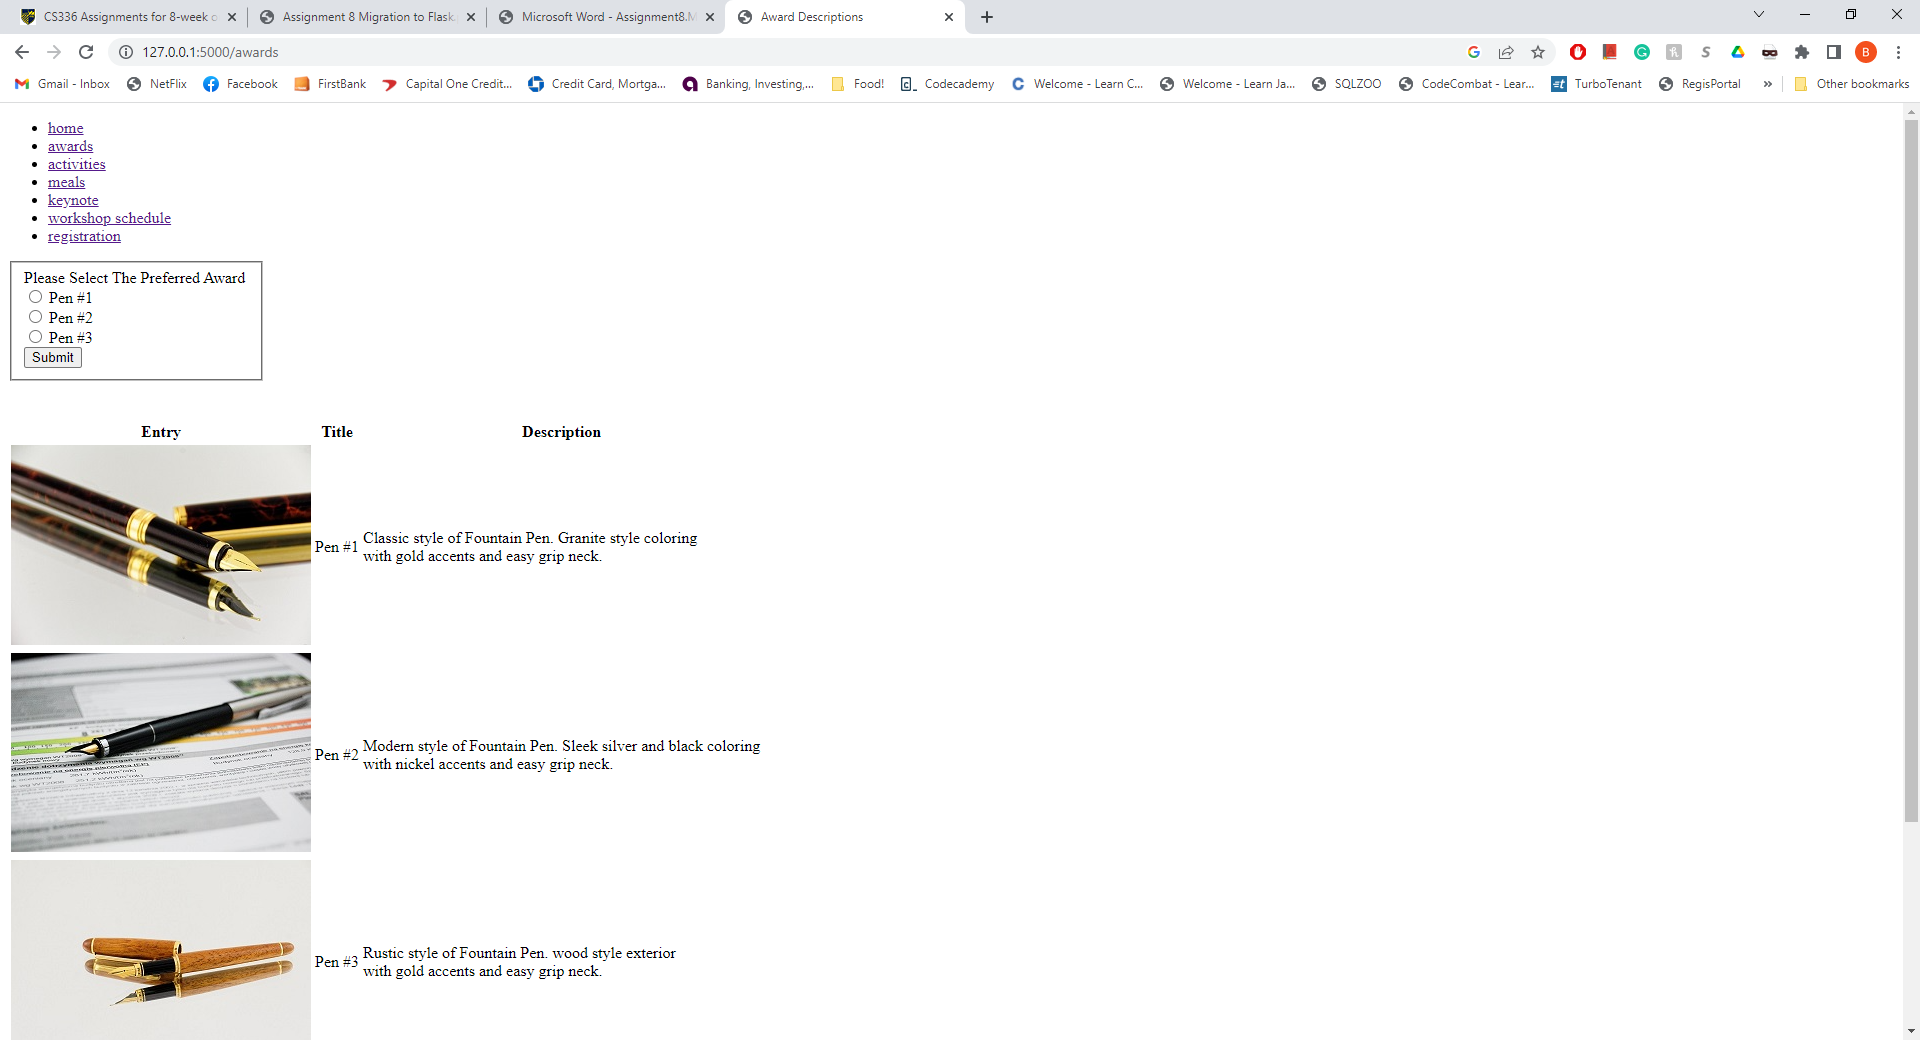 CS336 Assignments for 8-week o
Assignment 8 Migration to Flask.
Microsoft Word - Assignment8.M
Award Descriptions
127.0.0.1:5000/awards
Gmail - Inbox
NetFlix
Facebook
FirstBank
Capital One Credit...
Credit Card, Mortga...
Banking, Investing,...
Food!
Codecademy
Welcome - Learn C...
Welcome - Learn Ja...
SQLZOO
CodeCombat - Lear...
TurboTenant
RegisPortal
»
Other bookmarks
home
awards
activities
meals
keynote
workshop schedule
registration
Please Select The Preferred Award
Pen #1
Pen #2
Pen #3
Submit
Entry Title Description
Pen #1
Classic style of Fountain Pen. Granite style coloring
with gold accents and easy grip neck.
Pen #2
Modern style of Fountain Pen. Sleek silver and black coloring
with nickel accents and easy grip neck.
Pen #3
Rustic style of Fountain Pen. wood style exterior
with gold accents and easy grip neck.